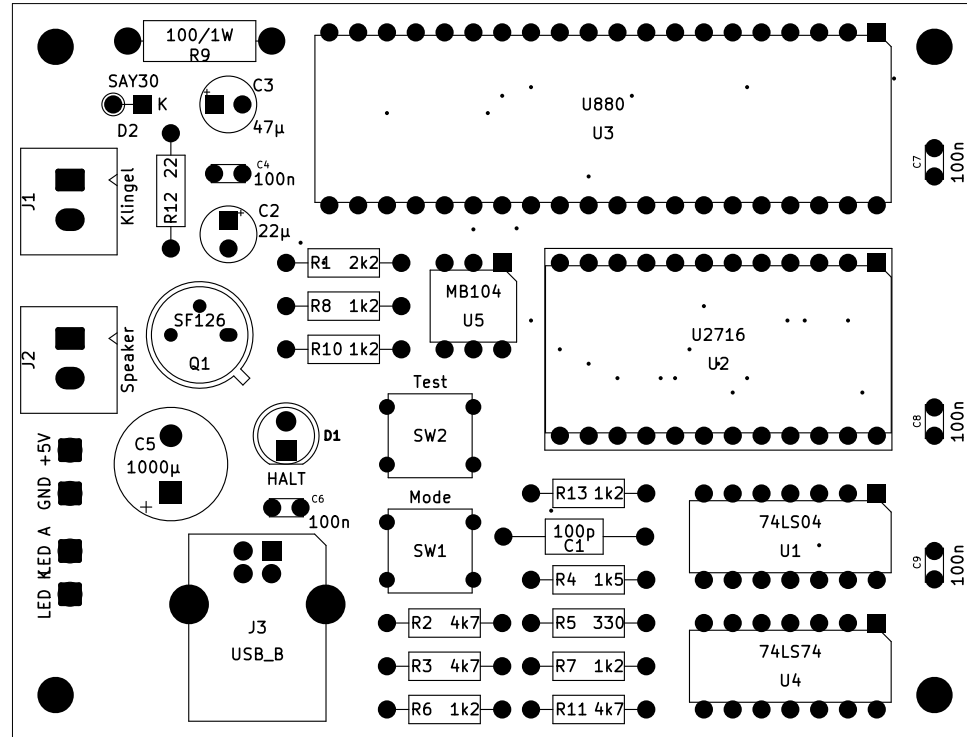 100/1W
R9
SAY30
K
D2
C3
47µ
U880
U3
C4
100n
C7
100n
J1
Klingel
R12 22
C2
22µ
R1 2k2
R8 1k2
R10 1k2
MB104
U5
U2716
U2
SF126
Q1
J2
Speaker
Test
SW2
C8
100n
+5V
GND
LED A
LED K
C5
1000µ
+
D1
HALT
C6
100n
Mode
SW1
R13 1k2
100p
C1
74LS04
U1
C9
100n
R4 1k5
J3
USB_B
R2 4k7
R5 330
R3 4k7
R7 1k2
R6 1k2
R11 4k7
74LS74
U4